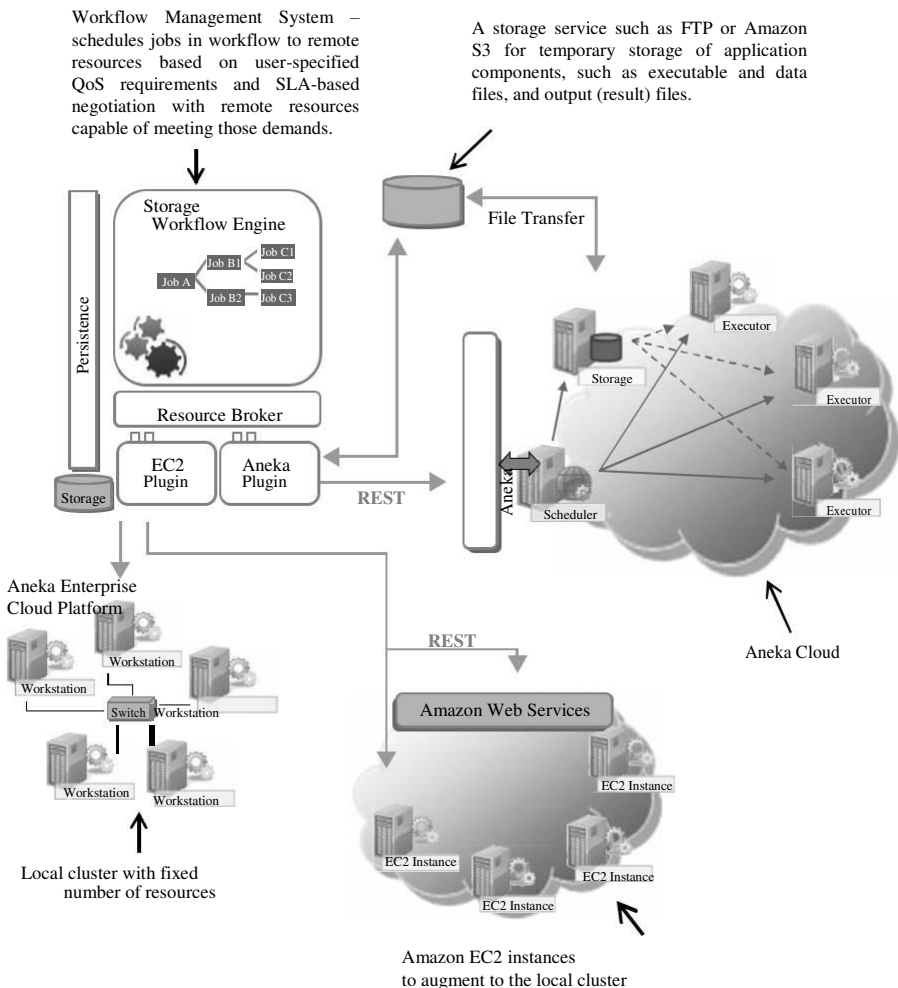 Workflow Management System –
schedules jobs in workflow to remote
resources based on user-specified
QoS requirements and SLA-based
negotiation with remote resources
capable of meeting those demands.
A storage service such as FTP or Amazon
S3 for temporary storage of application
components, such as executable and data
files, and output (result) files.
Storage
Workflow Engine
Job A
Job B1
Job B2
Job C1
Job C2
Job C3
Persistence
Resource Broker
EC2
Plugin
Aneka
Plugin
Storage
REST
File Transfer
Aneka
Storage
Scheduler
Executor
Executor
Executor
Aneka Cloud
Aneka Enterprise
Cloud Platform
Workstation
Workstation
Switch
Workstation
Workstation
Workstation
Local cluster with fixed
number of resources
REST
Amazon Web Services
EC2 Instance
EC2 Instance
EC2 Instance
EC2 Instance
Amazon EC2 instances
to augment to the local cluster